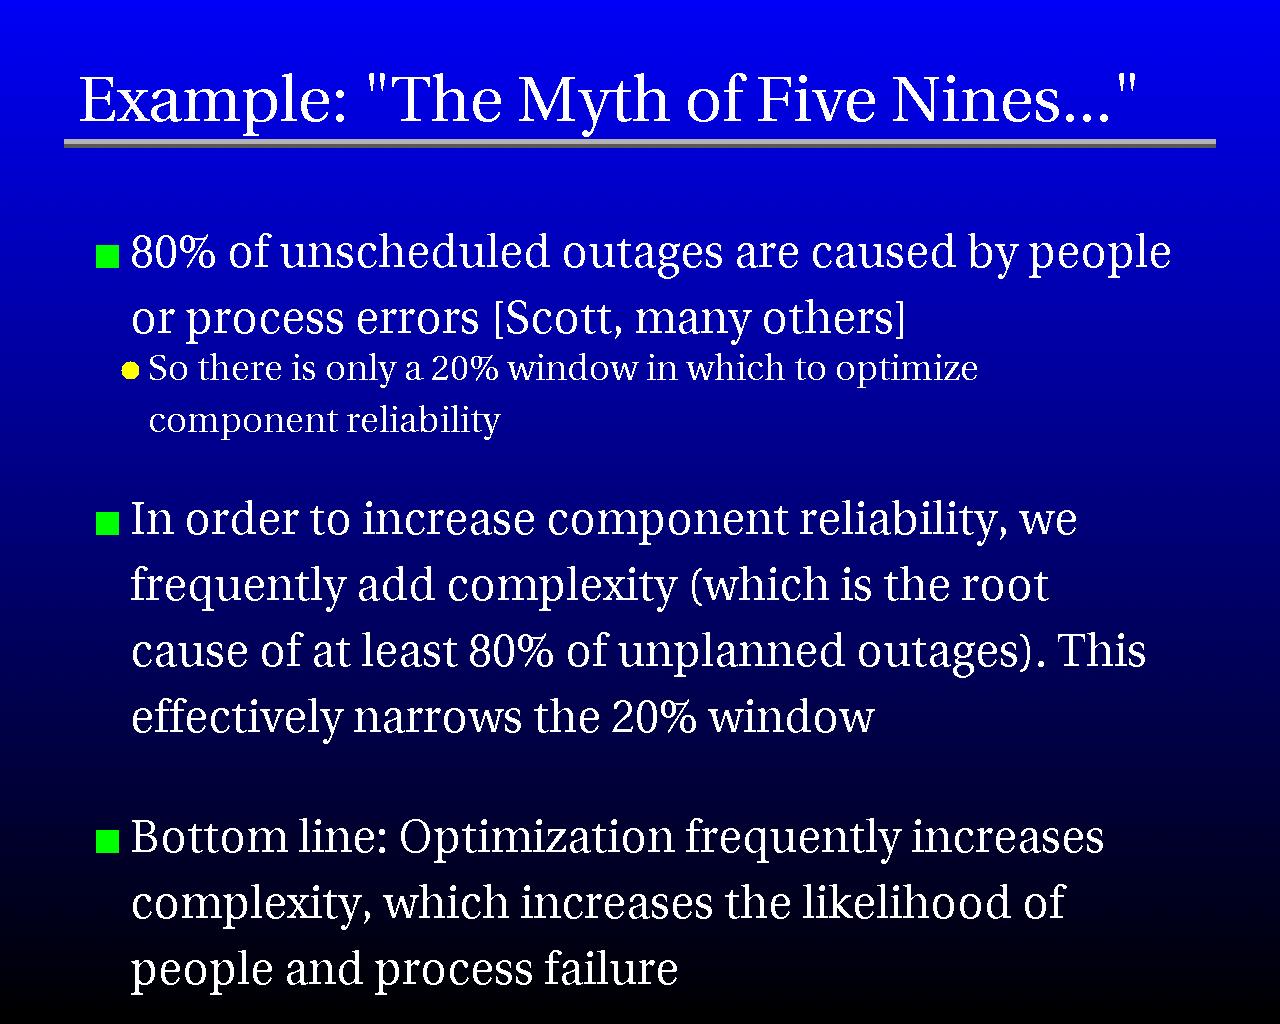 Example: "The Myth of Five Nines..."
80% of unscheduled outages are caused by people
or process errors [Scott, many others]
So there is only a 20% window in which to optimize
component reliability
In order to increase component reliability, we
frequently add complexity (which is the root
cause of at least 80% of unplanned outages). This
effectively narrows the 20% window
Bottom line: Optimization frequently increases
complexity, which increases the likelihood of
people and process failure